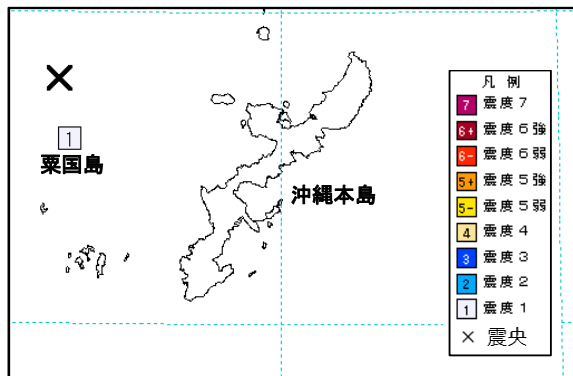 1
粟国島
沖縄本島
凡例
7 震度7
6+ 震度6強
6- 震度6弱
5+ 震度5強
5- 震度5弱
4 震度4
3 震度3
2 震度2
1 震度1
× 震央